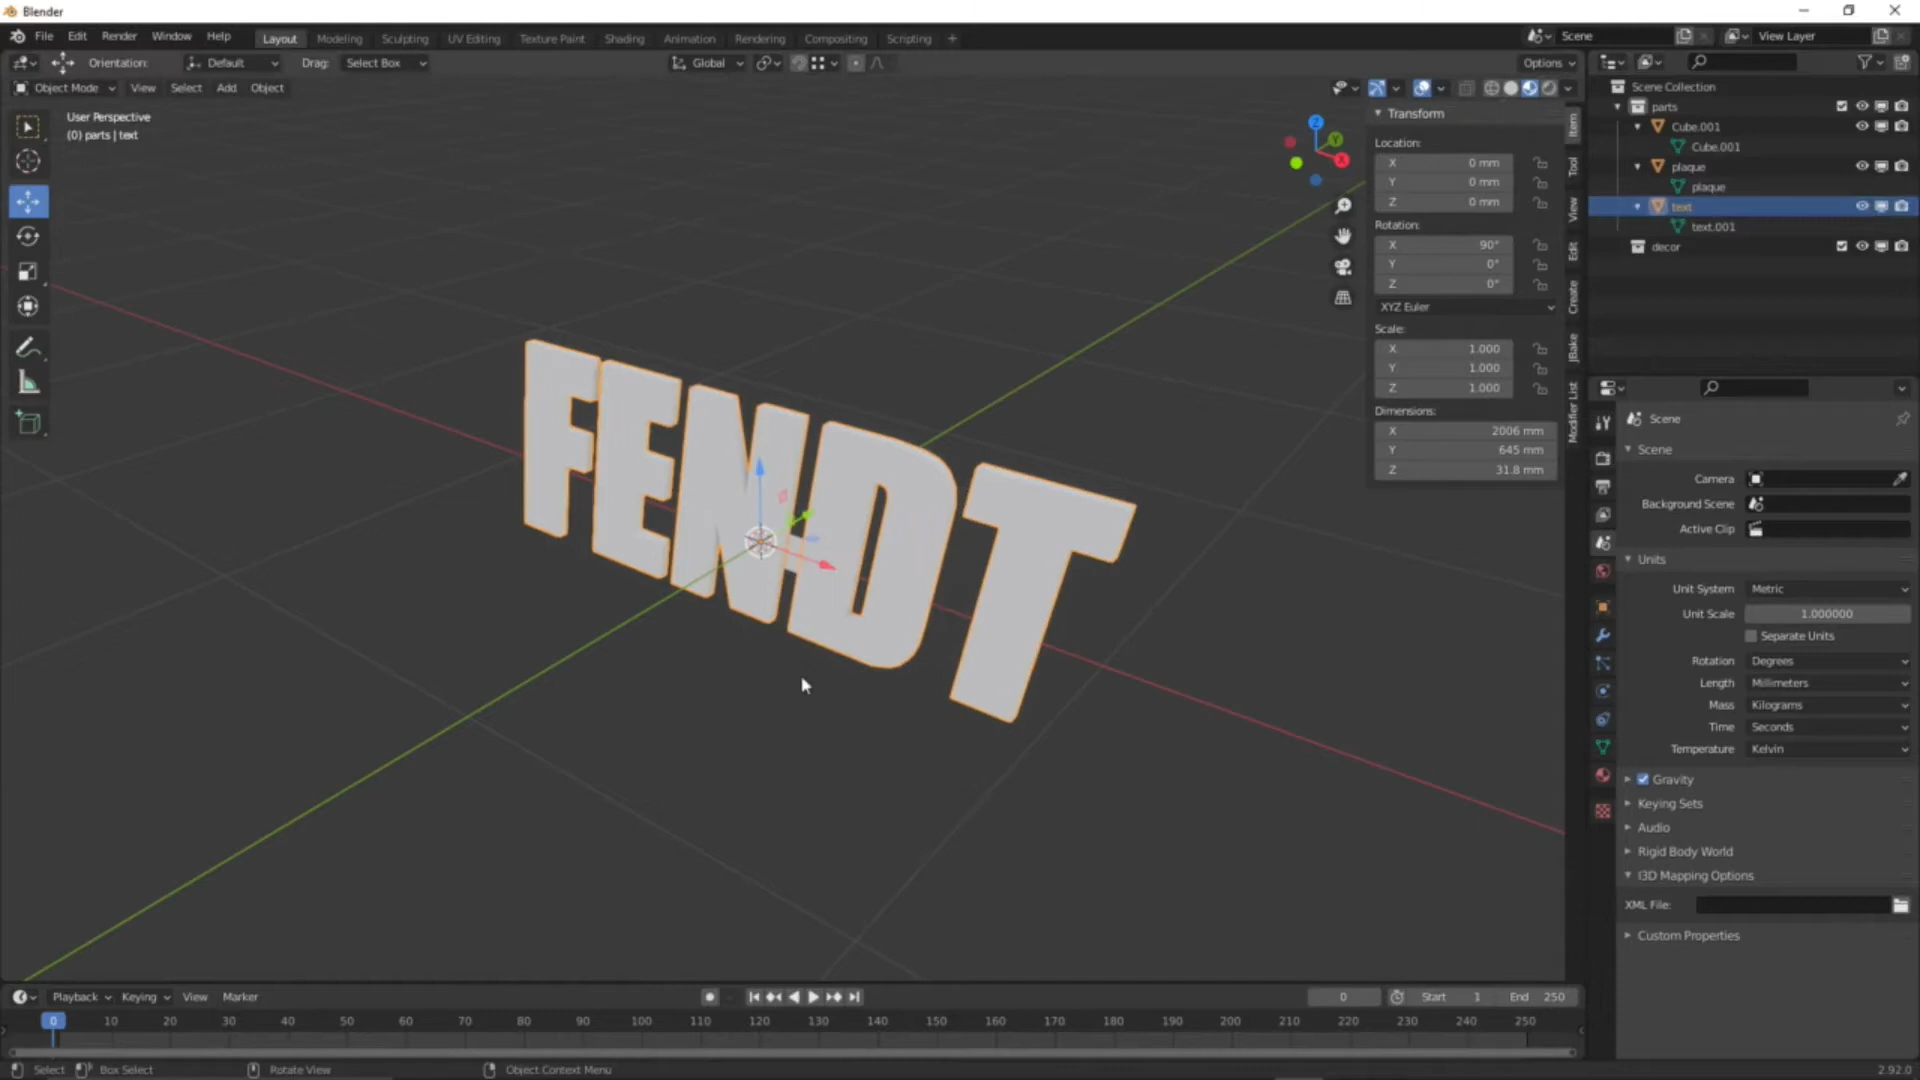 Blender
File Edit Render Window Help
Layout Modeling Sculpting UV Editing Texture Paint Shading Animation Rendering Compositing Scripting +
Scene
View Layer
Orientation: Default Drag: Select Box
Global
Options
Object Mode View Select Add Object
User Perspective
(0) parts | text
FENDT
Z
Y
X
Transform
Location:
X 0 mm
Y 0 mm
Z 0 mm
Rotation:
X 90°
Y 0°
Z 0°
XYZ Euler
Scale:
X 1.000
Y 1.000
Z 1.000
Dimensions:
X 2006 mm
Y 645 mm
Z 31.8 mm
Item
Tool
View
Edit
Create
JBake
Modifier List
Scene Collection
parts
Cube.001
Cube.001
plaque
plaque
text
text.001
decor
Scene
Scene
Camera
Background Scene
Active Clip
Units
Unit System Metric
Unit Scale 1.000000
Separate Units
Rotation Degrees
Length Millimeters
Mass Kilograms
Time Seconds
Temperature Kelvin
Gravity
Keying Sets
Audio
Rigid Body World
I3D Mapping Options
XML File:
Custom Properties
Playback Keying View Marker
0 Start 1 End 250
0 10 20 30 40 50 60 70 80 90 100 110 120 130 140 150 160 170 180 190 200 210 220 230 240 250
Select Box Select Rotate View Object Context Menu
2.92.0